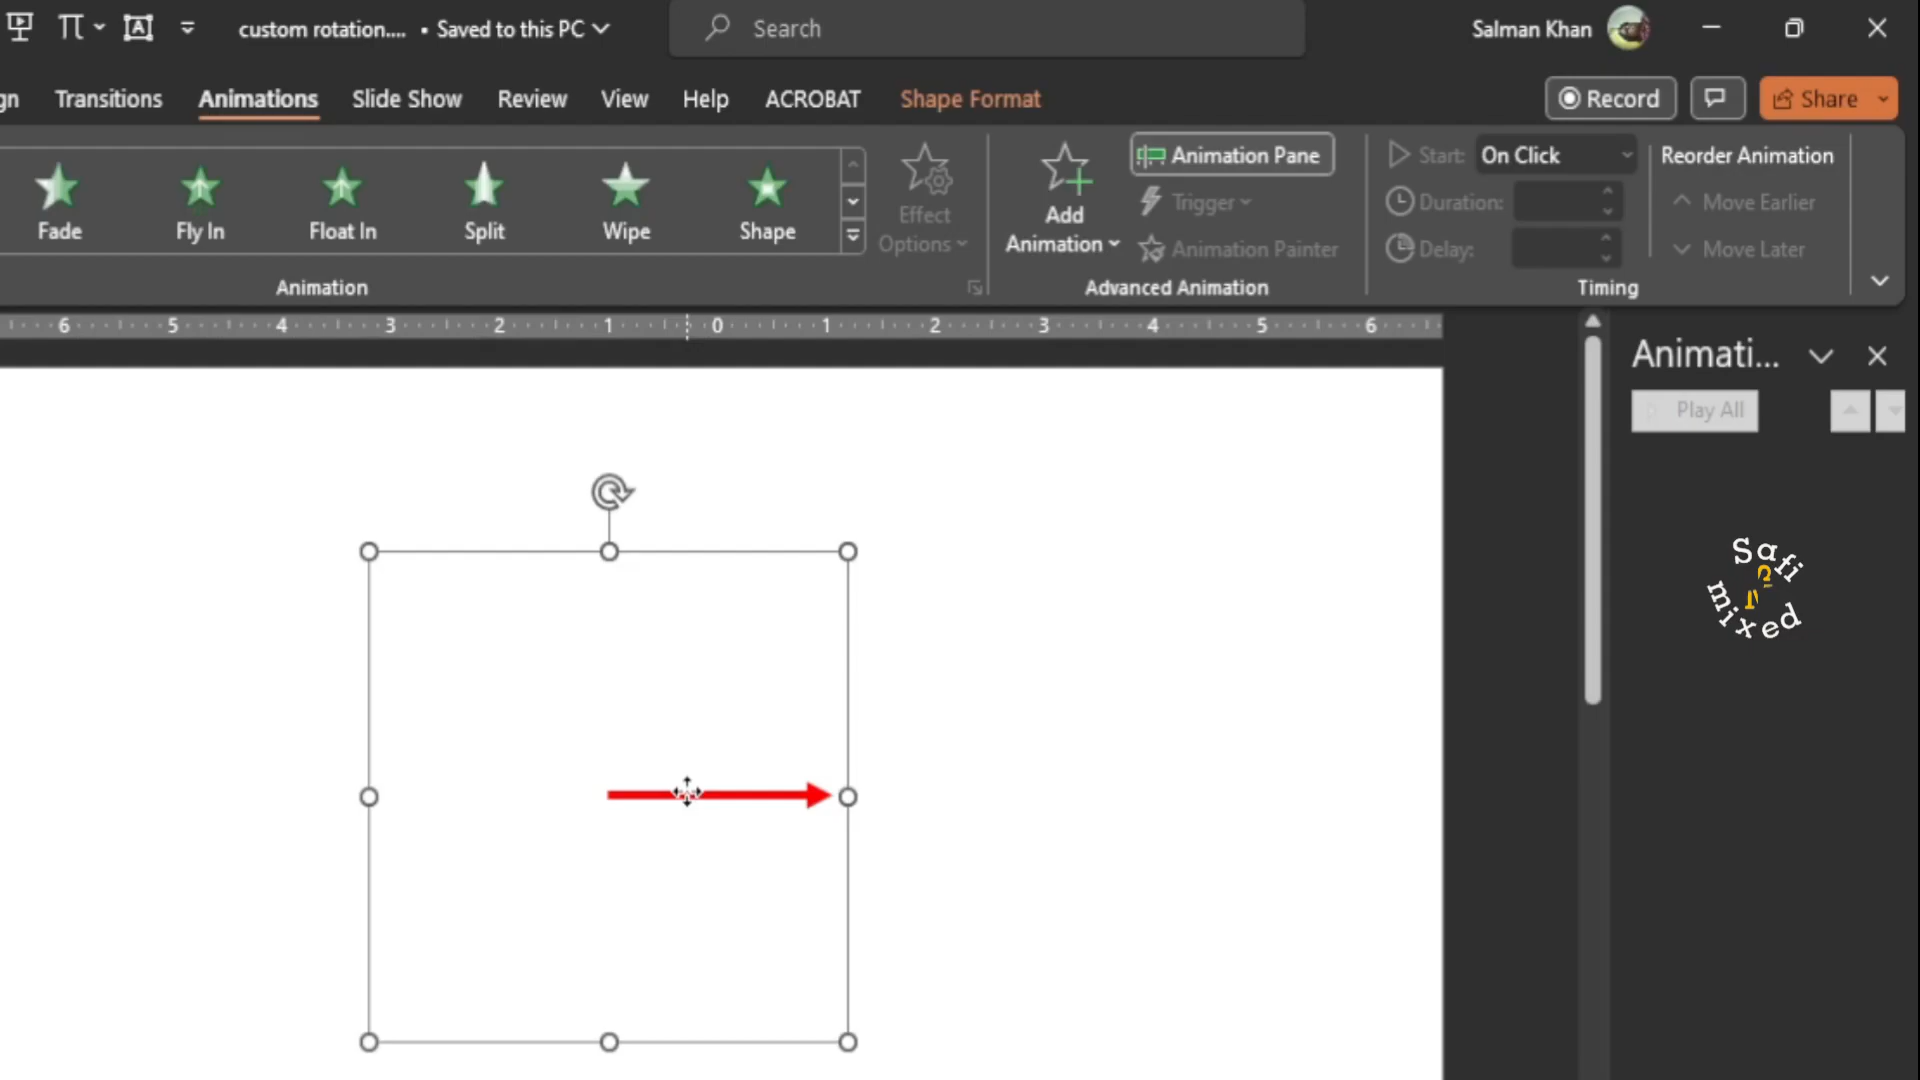 custom rotation.... • Saved to this PC
Search
Salman Khan
gn Transitions Animations Slide Show Review View Help ACROBAT Shape Format
Record
Share
Fade Fly In Float In Split Wipe Shape
Effect Options
Add Animation
Animation Pane
Trigger
Animation Painter
Start: On Click
Duration:
Delay:
Reorder Animation
Move Earlier
Move Later
Animation
Advanced Animation
Timing
6 5 4 3 2 1 0 1 2 3 4 5 6
Animati...
Play All
Safi
mixed